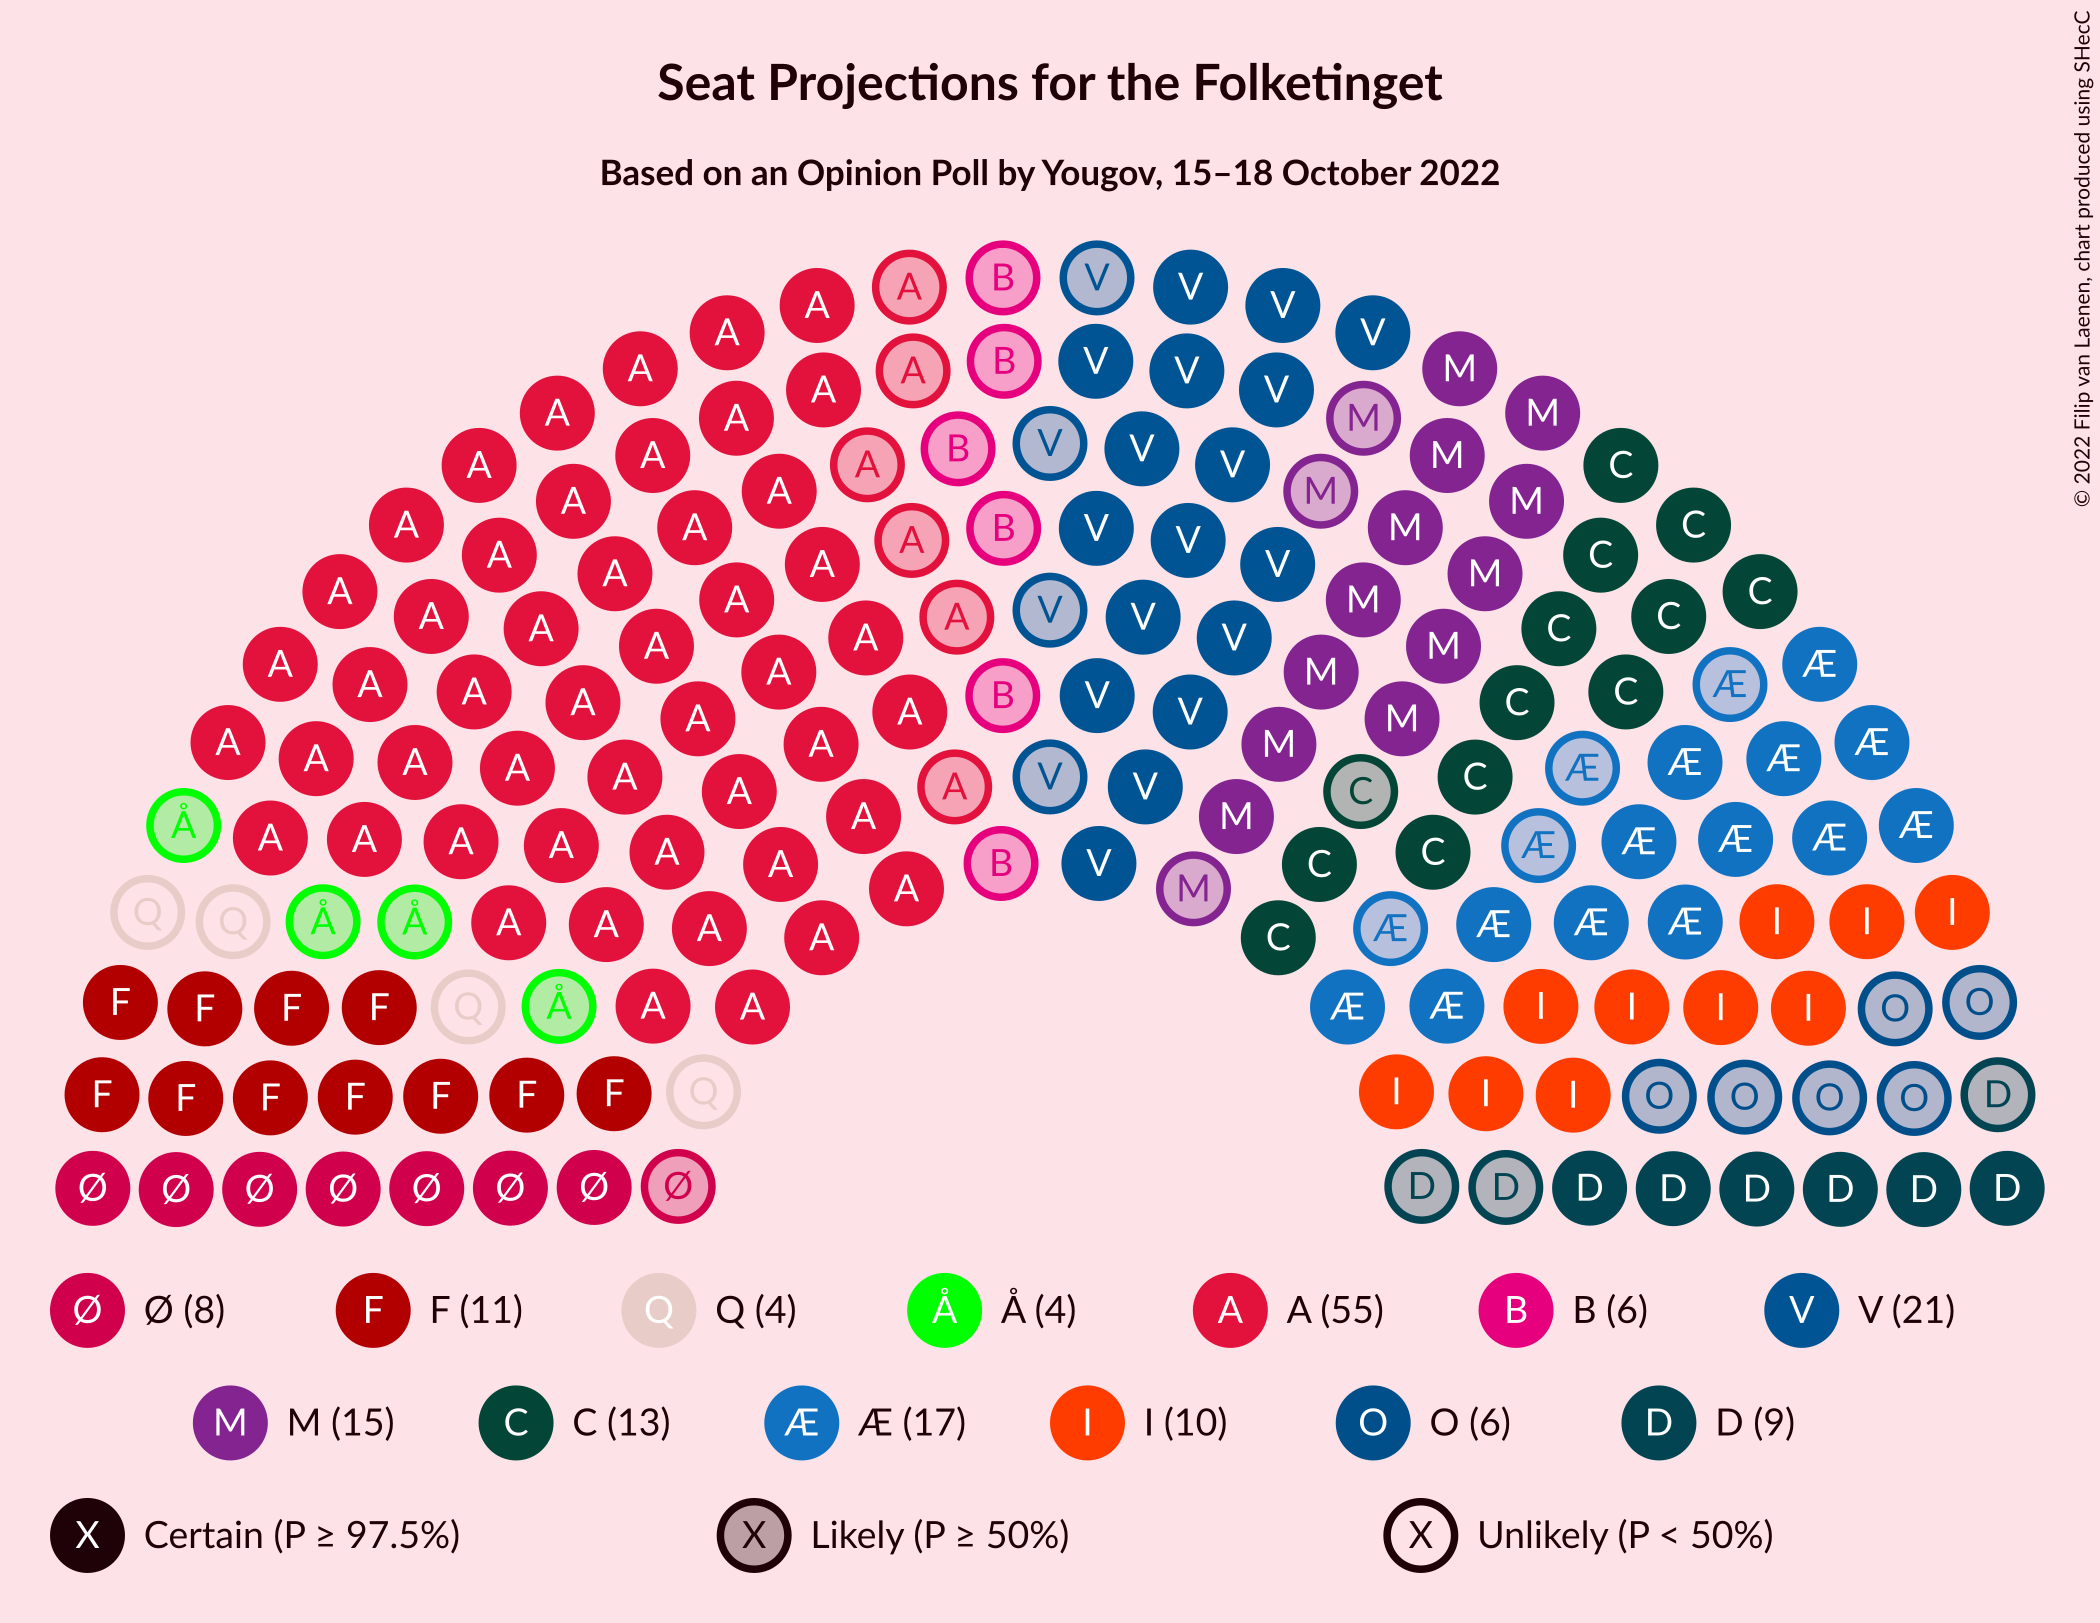 Seat Projections for the Folketinget
Based on an Opinion Poll by Yougov, 15–18 October 2022
© 2022 Filip van Laenen, chart produced using SHecC
B V
A V
A V
A V
A M
A B V M
A A V C
A A V C
A A M C
A A M Æ
A A M Æ
A A C Æ
Å A B V C I
Q A A V C O
F A A V Æ D
F A A M Æ D
Ø F Q Å A A A A A B V V M M C C Æ Æ I O D
Ø (8) F (11) Q (4) Å (4) A (55) B (6) V (21)
M (15) C (13) Æ (17) I (10) O (6) D (9)
X Certain (P ≥ 97.5%) X Likely (P ≥ 50%) X Unlikely (P < 50%)